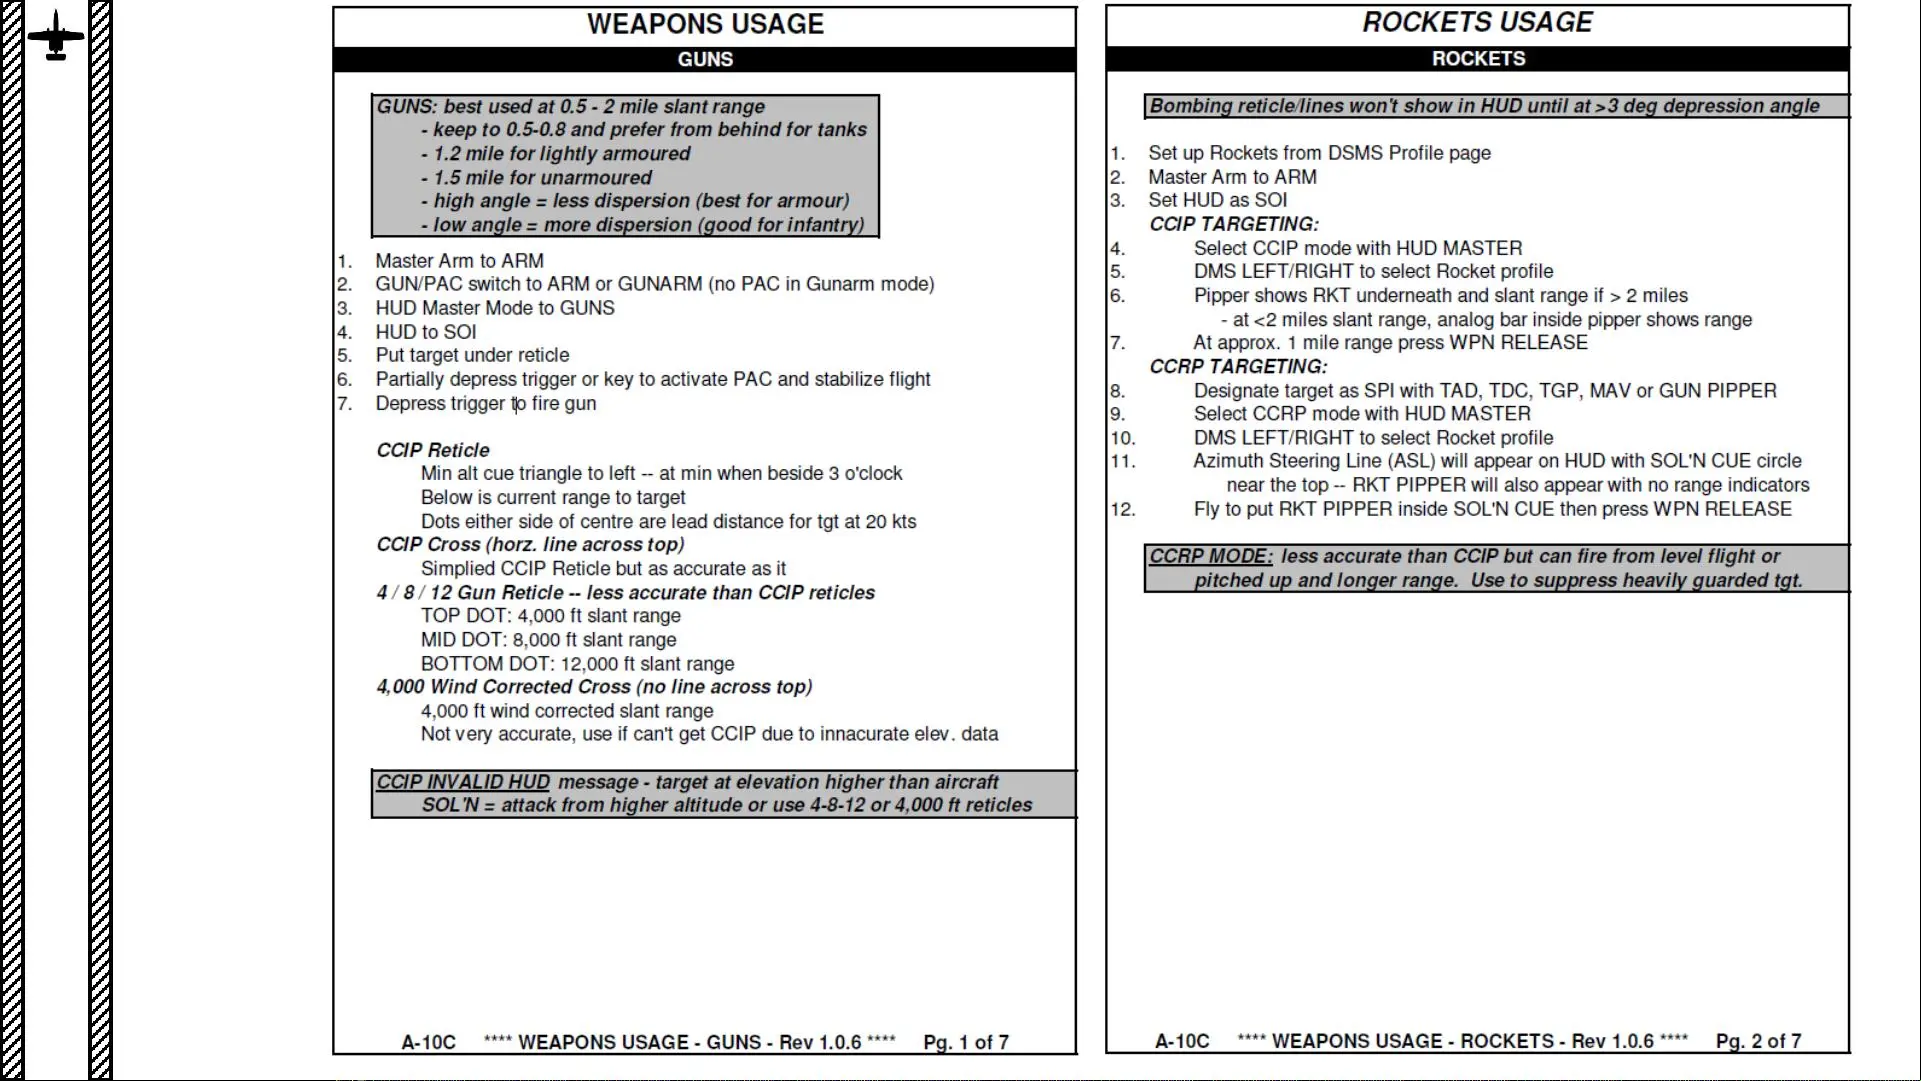 WEAPONS USAGE
GUNS
GUNS: best used at 0.5 - 2 mile slant range
- keep to 0.5-0.8 and prefer from behind for tanks
- 1.2 mile for lightly armoured
- 1.5 mile for unarmoured
- high angle = less dispersion (best for armour)
- low angle = more dispersion (good for infantry)
1. Master Arm to ARM
2. GUN/PAC switch to ARM or GUNARM (no PAC in Gunarm mode)
3. HUD Master Mode to GUNS
4. HUD to SOI
5. Put target under reticle
6. Partially depress trigger or key to activate PAC and stabilize flight
7. Depress trigger to fire gun
CCIP Reticle
Min alt cue triangle to left -- at min when beside 3 o'clock
Below is current range to target
Dots either side of centre are lead distance for tgt at 20 kts
CCIP Cross (horz. line across top)
Simplied CCIP Reticle but as accurate as it
4 / 8 / 12 Gun Reticle -- less accurate than CCIP reticles
TOP DOT: 4,000 ft slant range
MID DOT: 8,000 ft slant range
BOTTOM DOT: 12,000 ft slant range
4,000 Wind Corrected Cross (no line across top)
4,000 ft wind corrected slant range
Not very accurate, use if can't get CCIP due to innacurate elev. data
CCIP INVALID HUD message - target at elevation higher than aircraft
SOL'N = attack from higher altitude or use 4-8-12 or 4,000 ft reticles
A-10C **** WEAPONS USAGE - GUNS - Rev 1.0.6 **** Pg. 1 of 7
ROCKETS USAGE
ROCKETS
Bombing reticle/lines won't show in HUD until at >3 deg depression angle
1. Set up Rockets from DSMS Profile page
2. Master Arm to ARM
3. Set HUD as SOI
CCIP TARGETING:
4. Select CCIP mode with HUD MASTER
5. DMS LEFT/RIGHT to select Rocket profile
6. Pipper shows RKT underneath and slant range if > 2 miles
- at <2 miles slant range, analog bar inside pipper shows range
7. At approx. 1 mile range press WPN RELEASE
CCRP TARGETING:
8. Designate target as SPI with TAD, TDC, TGP, MAV or GUN PIPPER
9. Select CCRP mode with HUD MASTER
10. DMS LEFT/RIGHT to select Rocket profile
11. Azimuth Steering Line (ASL) will appear on HUD with SOL'N CUE circle
near the top -- RKT PIPPER will also appear with no range indicators
12. Fly to put RKT PIPPER inside SOL'N CUE then press WPN RELEASE
CCRP MODE: less accurate than CCIP but can fire from level flight or
pitched up and longer range. Use to suppress heavily guarded tgt.
A-10C **** WEAPONS USAGE - ROCKETS - Rev 1.0.6 **** Pg. 2 of 7